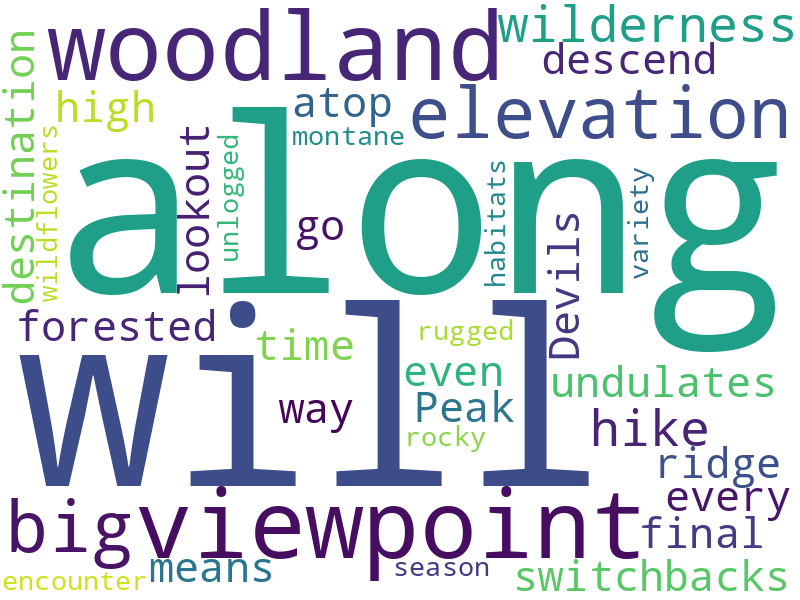 woodland
wilderness
descend
destination
high
wildflowers
lookout
unlogged
atop
montane
elevation
along
go
habitats
Devils
variety
forested
will
time
rugged
even
undulates
way
Peak
rocky
hike
ridge
big
viewpoint
every
final
encounter
means
season
switchbacks